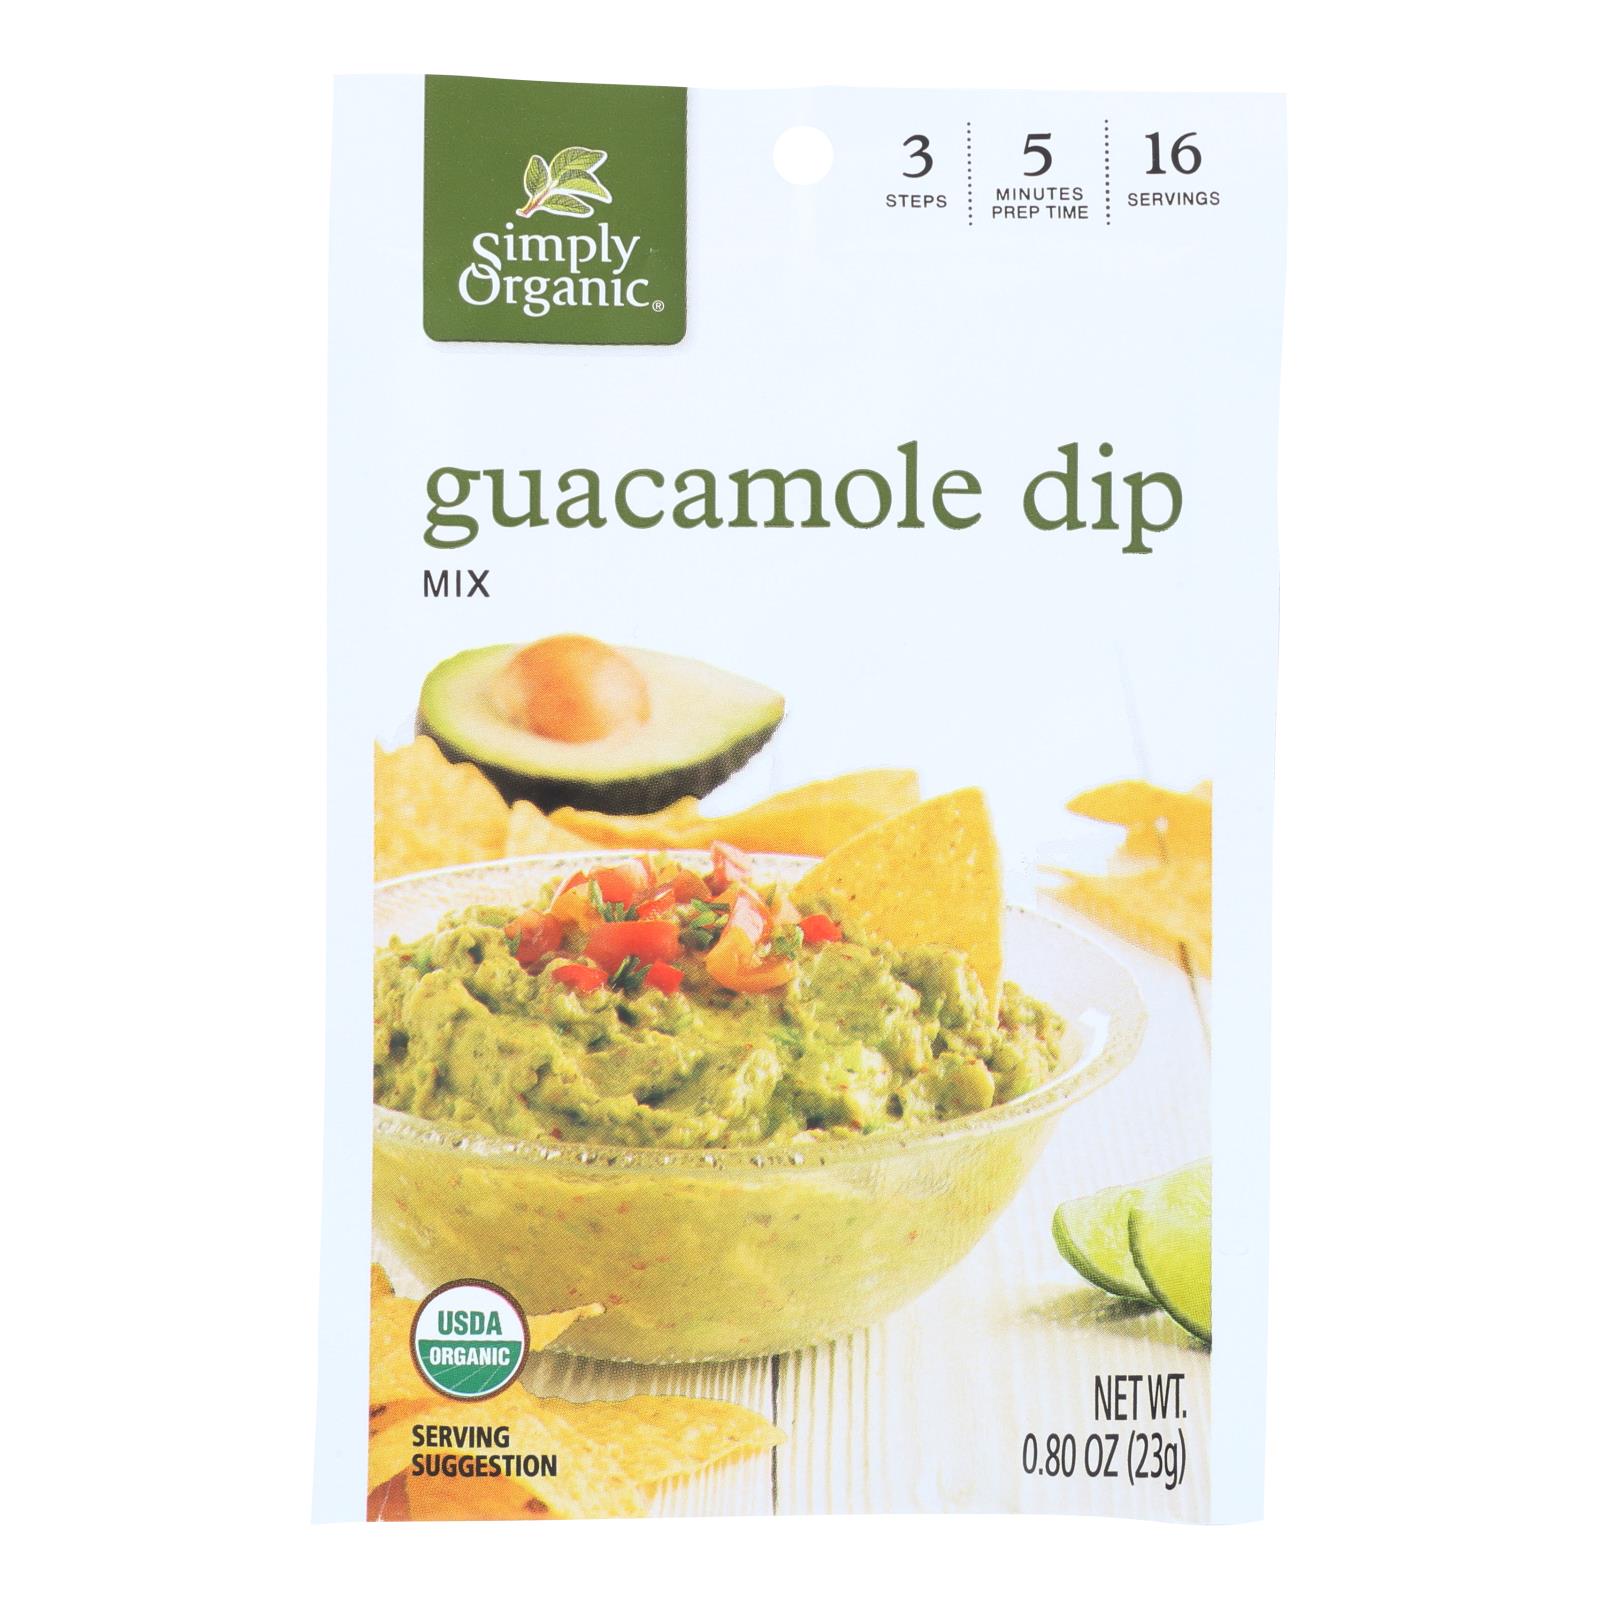 Simply
Organic®
3
STEPS
5
MINUTES
PREP TIME
16
SERVINGS
guacamole dip
MIX
USDA
ORGANIC
SERVING
SUGGESTION
NET WT.
0.80 OZ (23g)